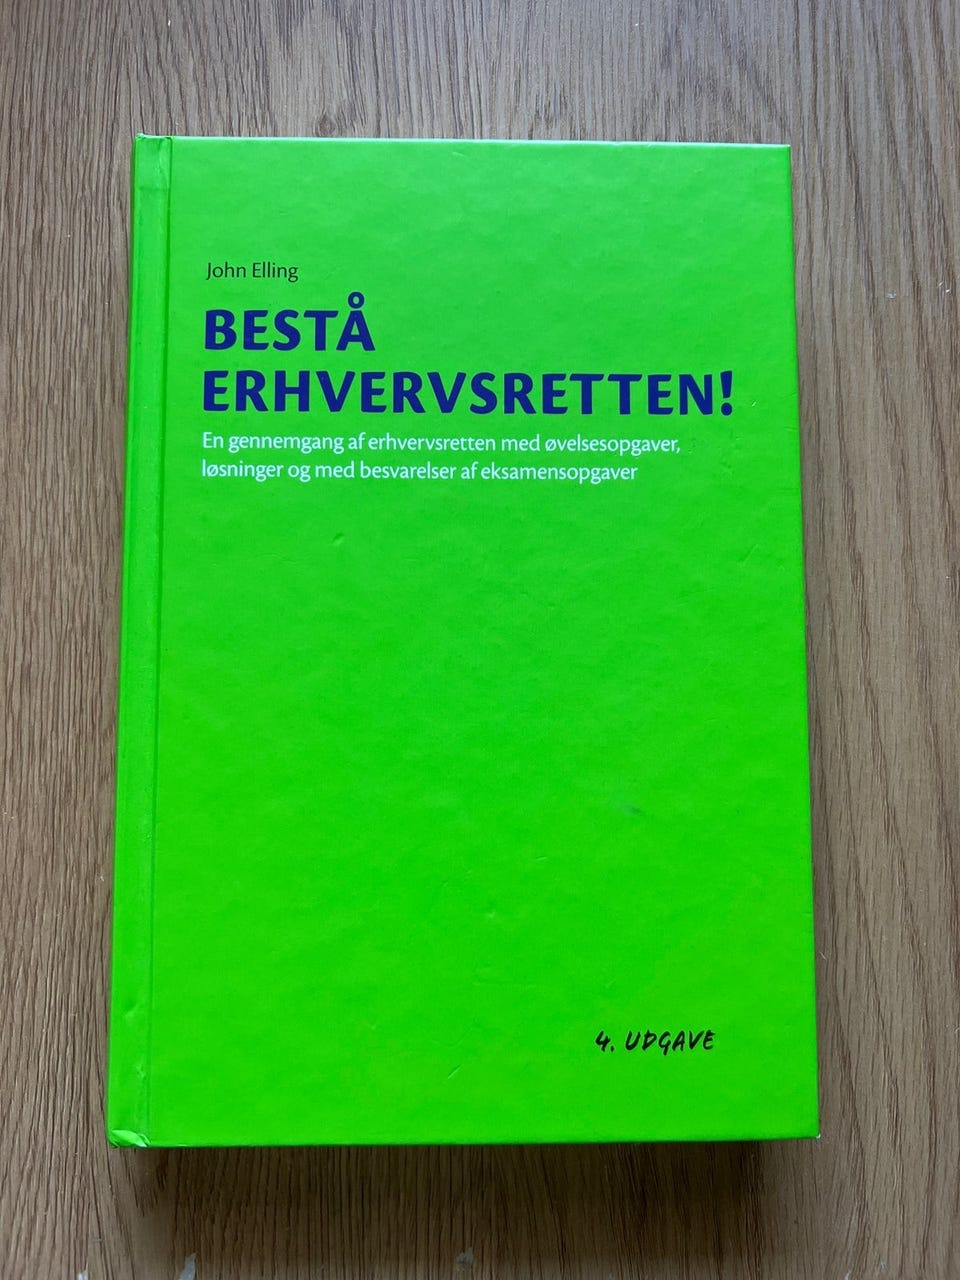 John Elling
BESTÅ
ERHVERVSRETTEN!
En gennemgang af erhvervsretten med øvelsesopgaver,
løsninger og med besvarelser af eksamensopgaver
4. UDGAVE